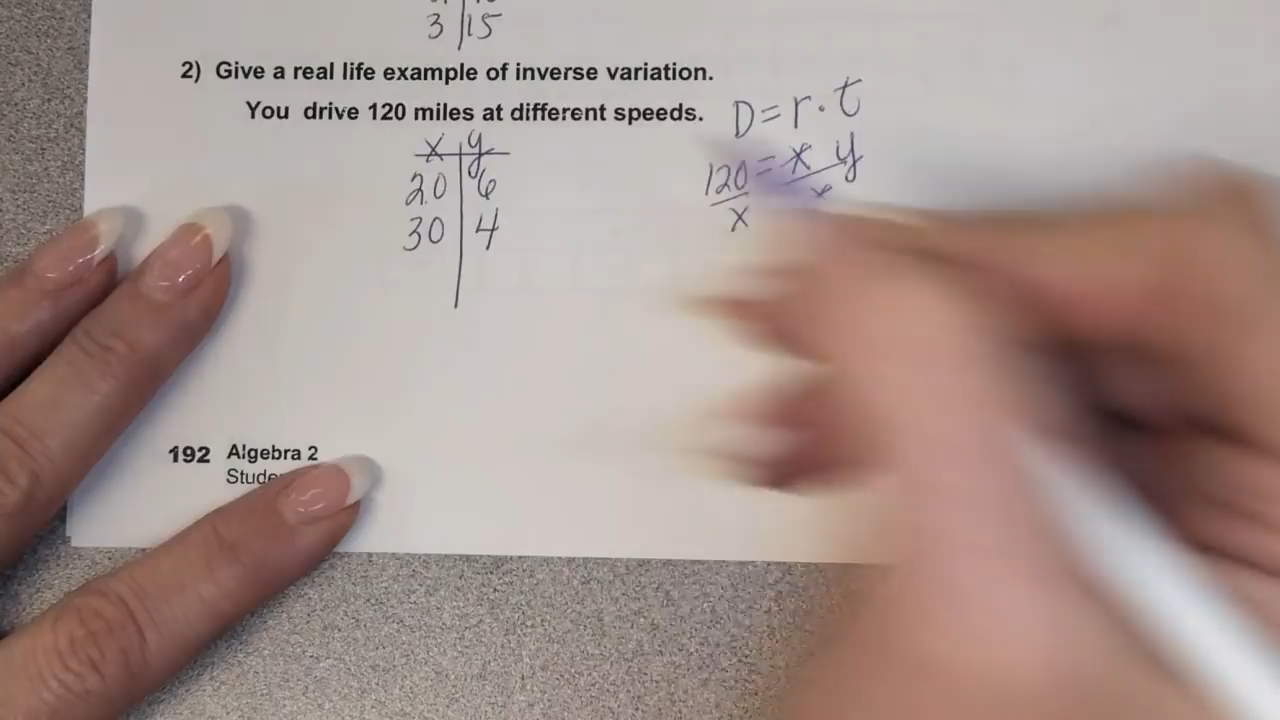 3 | 15
2) Give a real life example of inverse variation.
You drive 120 miles at different speeds.
D = r · t
x | y
120 = x y
20 | 6
x x
30 | 4
192 Algebra 2